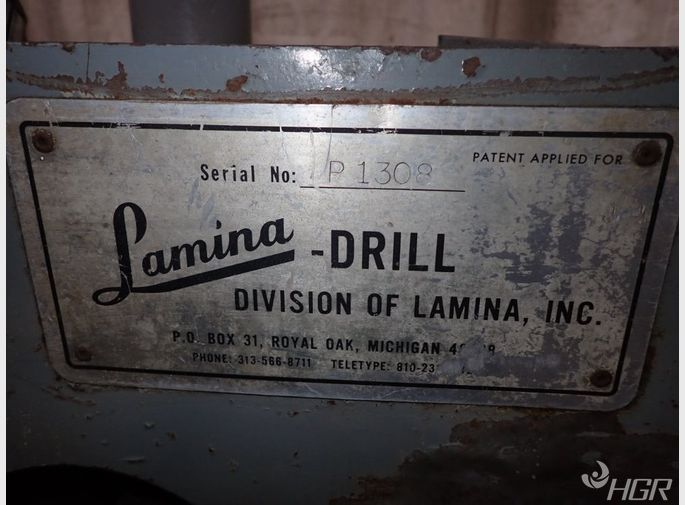 PATENT APPLIED FOR
Serial No: P 1308
Lamina -DRILL
DIVISION OF LAMINA, INC.
P.O. BOX 31, ROYAL OAK, MICHIGAN
PHONE: 313-566-8711 TELETYPE:
HGR